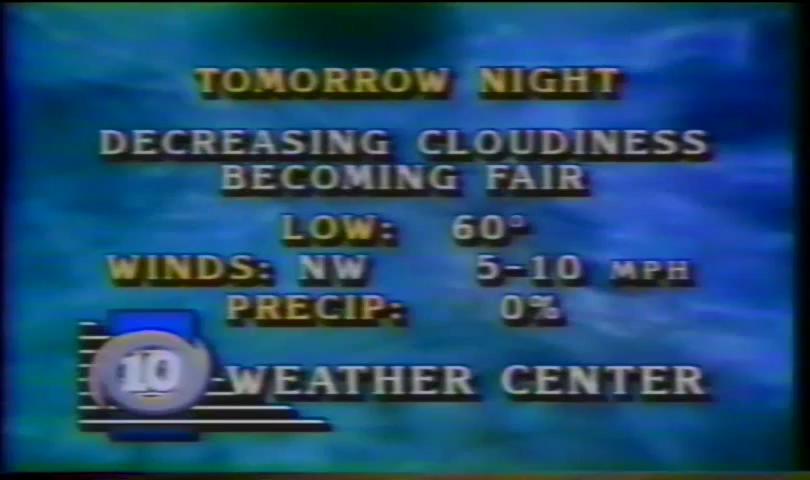 TOMORROW NIGHT
DECREASING CLOUDINESS
BECOMING FAIR
LOW: 60°
WINDS: NW 5-10 MPH
PRECIP: 0%
10 WEATHER CENTER